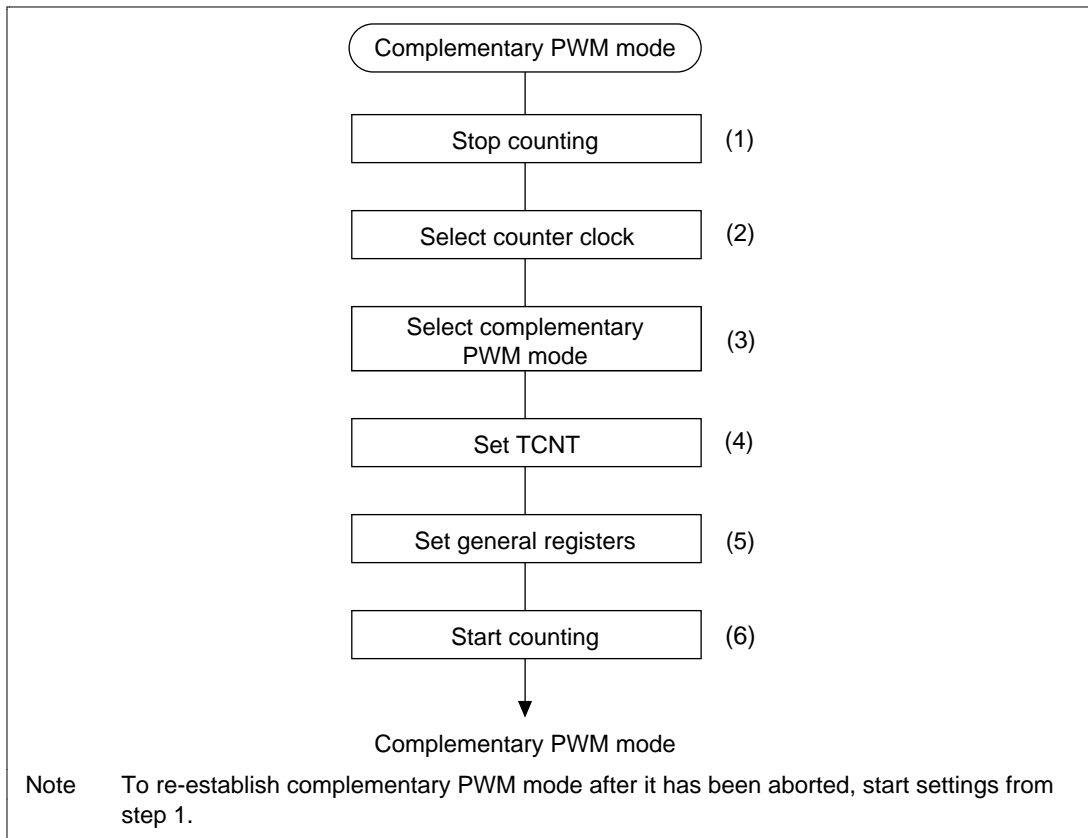 Complementary PWM mode
Stop counting (1)
Select counter clock (2)
Select complementary
PWM mode (3)
Set TCNT (4)
Set general registers (5)
Start counting (6)
Complementary PWM mode
Note To re-establish complementary PWM mode after it has been aborted, start settings from
step 1.